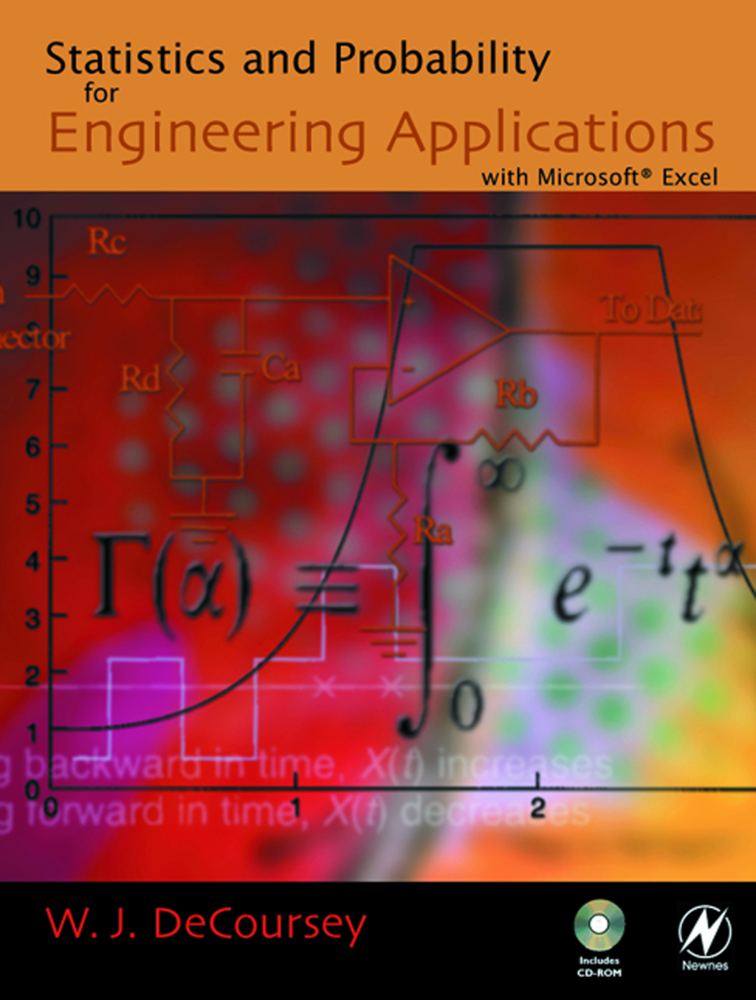 Statistics and Probability
for
Engineering Applications
with Microsoft® Excel
10
Rc
9
To Dat
ector
Rd
Ca
7
Rb
6
∞
5
Ra
4
Γ(α) ≡ ∫ e^{-t} t^α
3
2
0
1
g backward in time, X(t) increases
0
0 1 2
g forward in time, X(t) decreases
W. J. DeCoursey
Includes
CD-ROM
Newnes